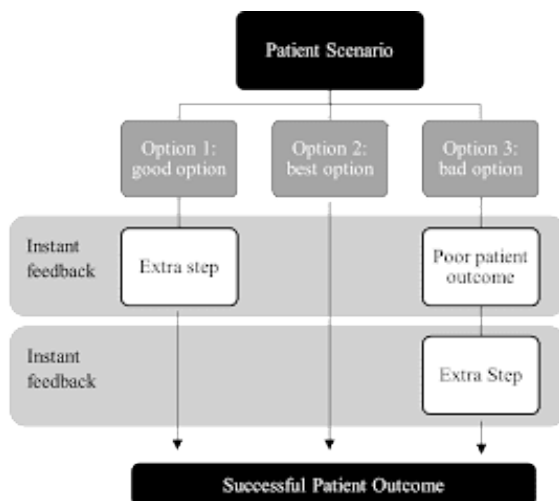 Patient Scenario
Option 1:
good option
Option 2:
best option
Option 3:
bad option
Instant
feedback
Extra step
Poor patient
outcome
Instant
feedback
Extra Step
Successful Patient Outcome